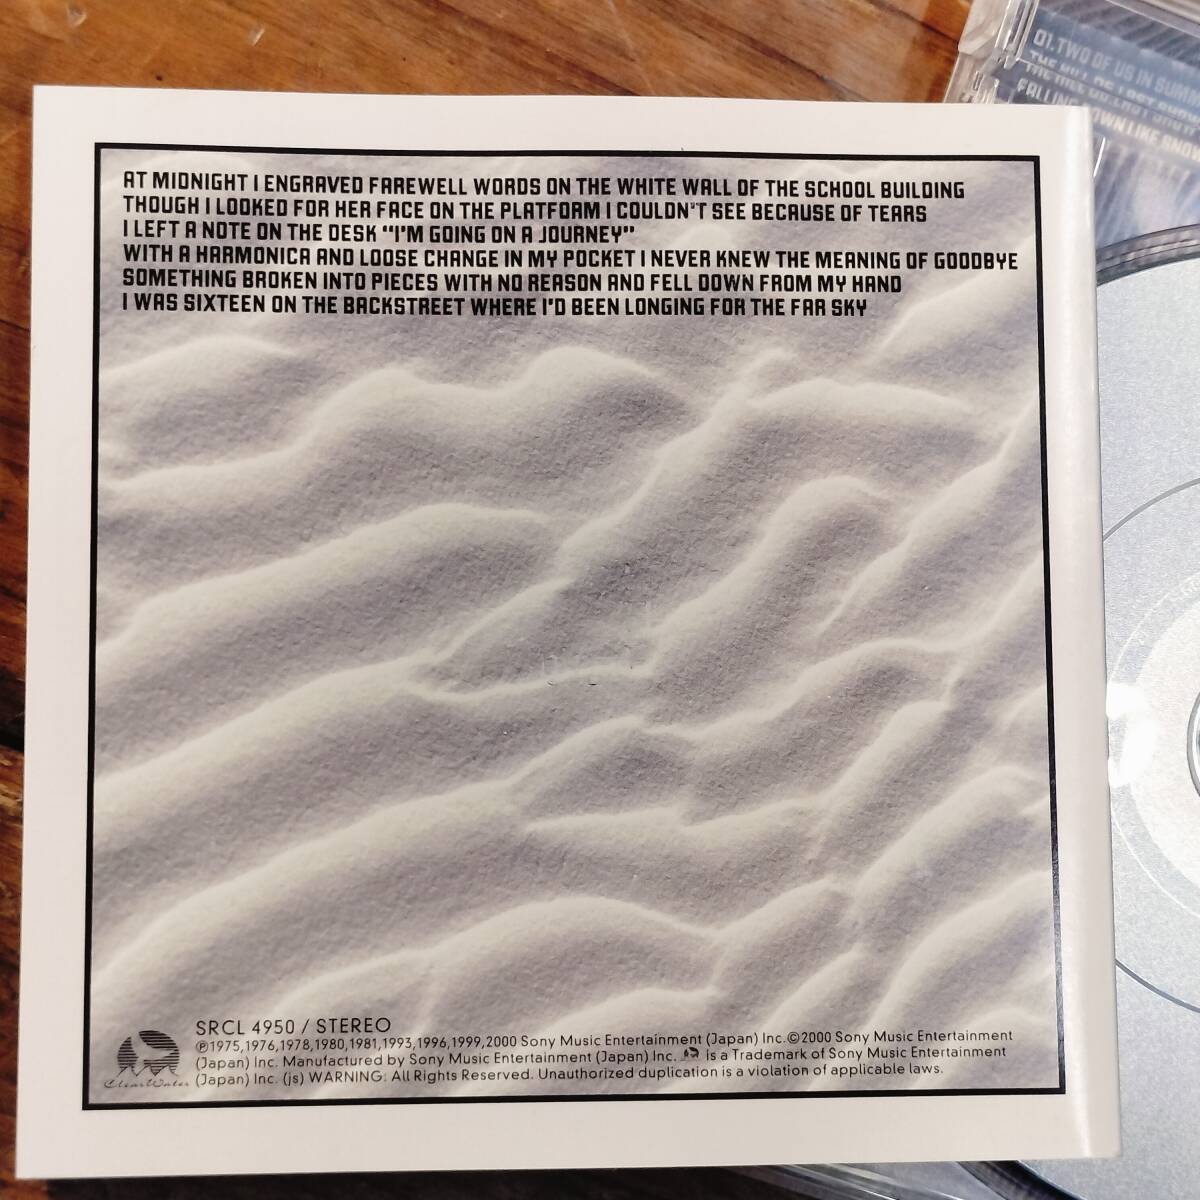 01. TWO OF US IN SUMM
FALLING DOWN LIKE SNOW
AT MIDNIGHT I ENGRAVED FAREWELL WORDS ON THE WHITE WALL OF THE SCHOOL BUILDING
THOUGH I LOOKED FOR HER FACE ON THE PLATFORM I COULDN'T SEE BECAUSE OF TEARS
I LEFT A NOTE ON THE DESK "I'M GOING ON A JOURNEY"
WITH A HARMONICA AND LOOSE CHANGE IN MY POCKET I NEVER KNEW THE MEANING OF GOODBYE
SOMETHING BROKEN INTO PIECES WITH NO REASON AND FELL DOWN FROM MY HAND
I WAS SIXTEEN ON THE BACKSTREET WHERE I'D BEEN LONGING FOR THE FAR SKY
SRCL 4950 / STEREO
℗1975,1976,1978,1980,1981,1993,1996,1999,2000 Sony Music Entertainment (Japan) Inc.©2000 Sony Music Entertainment
(Japan) Inc. Manufactured by Sony Music Entertainment (Japan) Inc. is a Trademark of Sony Music Entertainment
(Japan) Inc. (js) WARNING: All Rights Reserved. Unauthorized duplication is a violation of applicable laws.
ClearWater